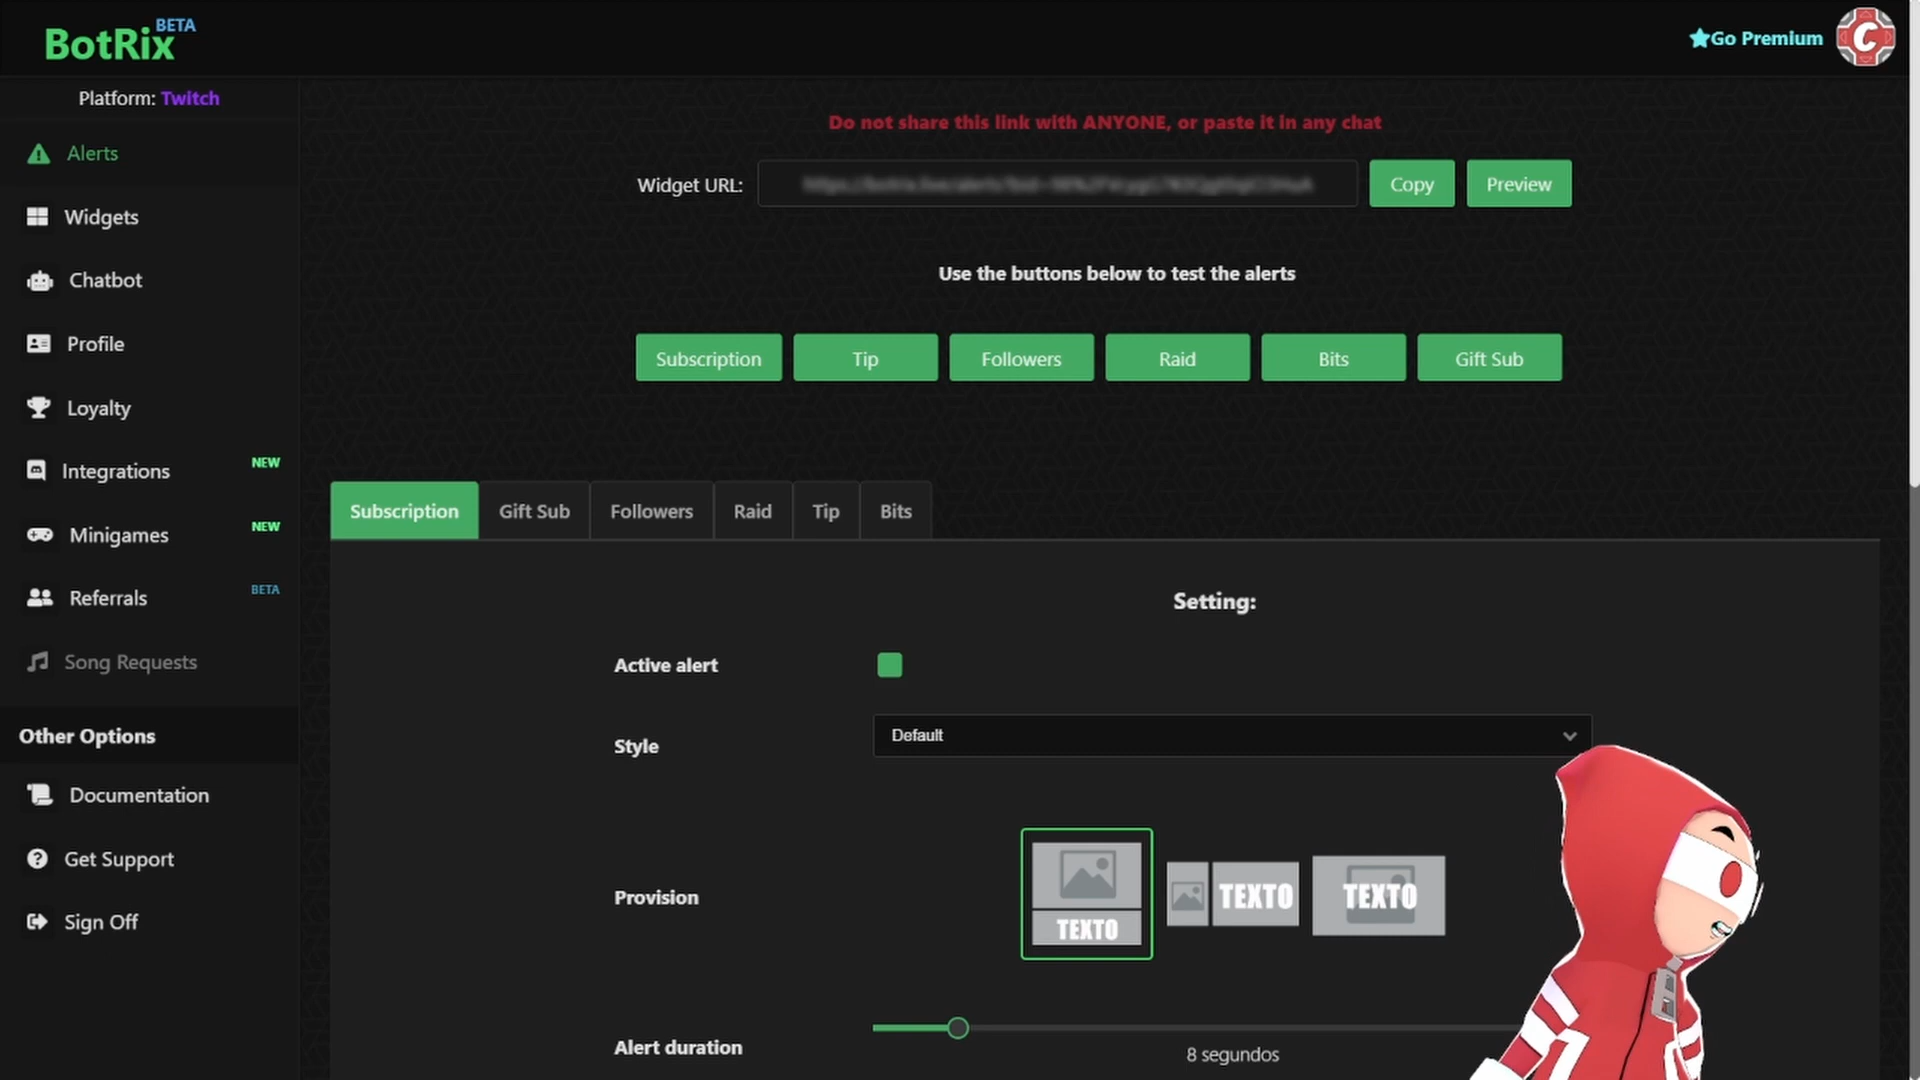 BotRix BETA
Go Premium
C
Platform: Twitch
Alerts
Widgets
Chatbot
Profile
Loyalty
Integrations NEW
Minigames NEW
Referrals BETA
Song Requests
Other Options
Documentation
Get Support
Sign Off
Do not share this link with ANYONE, or paste it in any chat
Widget URL:
Copy
Preview
Use the buttons below to test the alerts
Subscription Tip Followers Raid Bits Gift Sub
Subscription Gift Sub Followers Raid Tip Bits
Setting:
Active alert
Style
Default
Provision
TEXTO
TEXTO
TEXTO
Alert duration
8 segundos